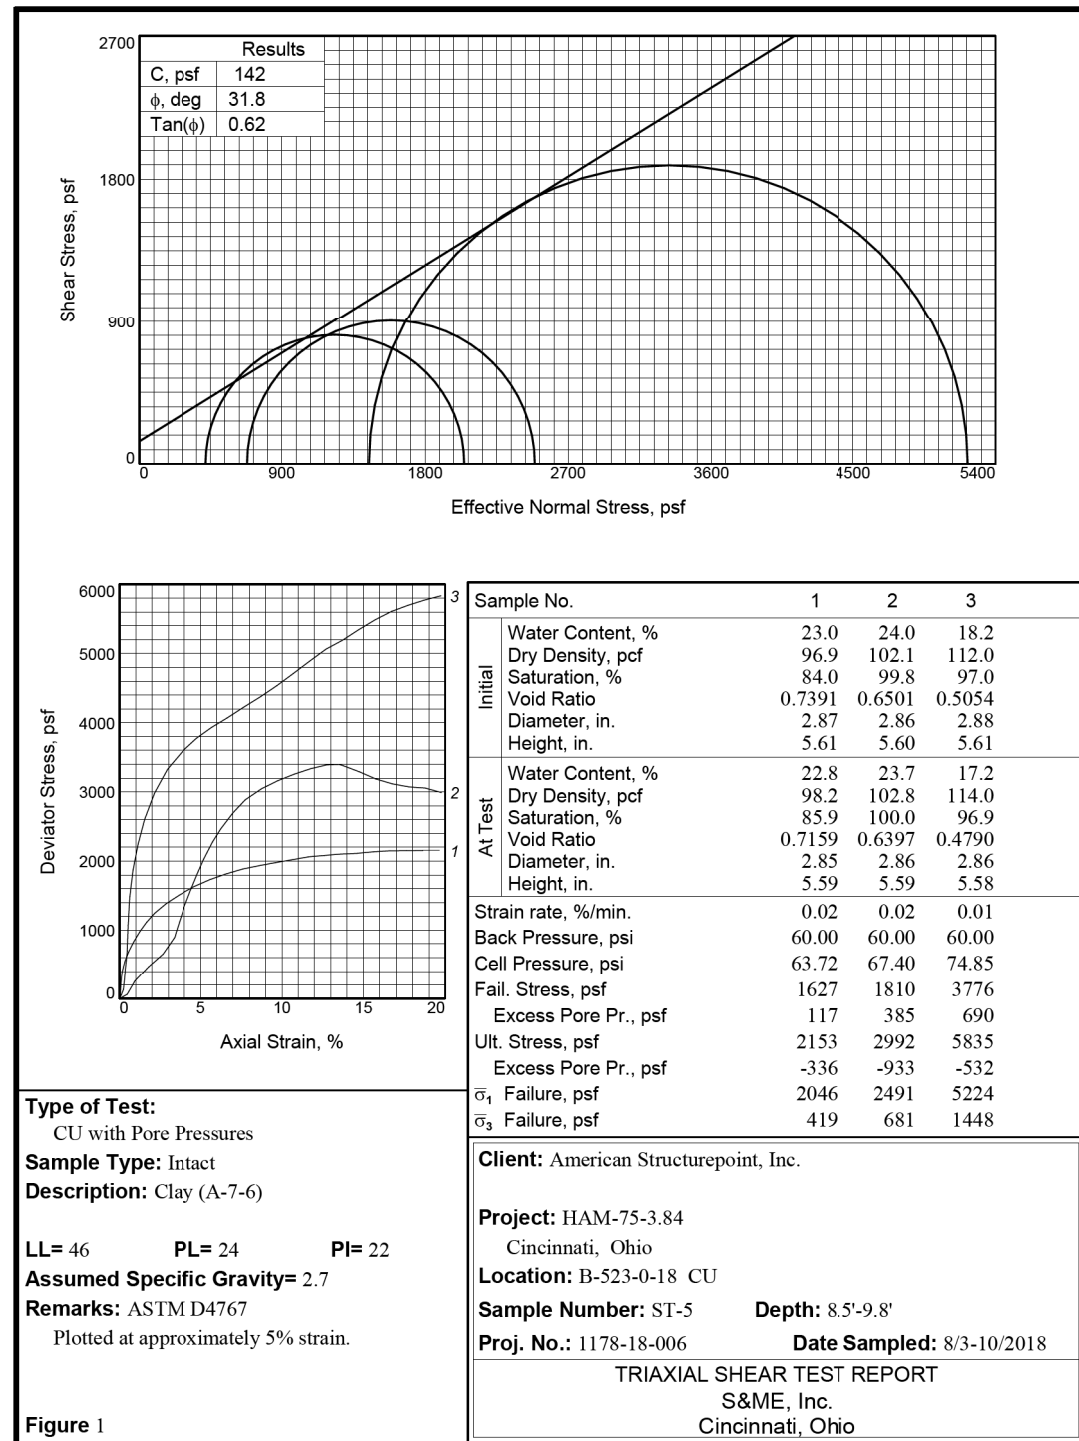 2700
Results
C, psf 142
ϕ, deg 31.8
Tan(ϕ) 0.62
1800
Shear Stress, psf
900
0
0 900 1800 2700 3600 4500 5400
Effective Normal Stress, psf
6000
5000
4000
3000
2000
1000
0
Deviator Stress, psf
3
2
1
0 5 10 15 20
Axial Strain, %
Sample No. 1 2 3
Initial
Water Content, % 23.0 24.0 18.2
Dry Density, pcf 96.9 102.1 112.0
Saturation, % 84.0 99.8 97.0
Void Ratio 0.7391 0.6501 0.5054
Diameter, in. 2.87 2.86 2.88
Height, in. 5.61 5.60 5.61
At Test
Water Content, % 22.8 23.7 17.2
Dry Density, pcf 98.2 102.8 114.0
Saturation, % 85.9 100.0 96.9
Void Ratio 0.7159 0.6397 0.4790
Diameter, in. 2.85 2.86 2.86
Height, in. 5.59 5.59 5.58
Strain rate, %/min. 0.02 0.02 0.01
Back Pressure, psi 60.00 60.00 60.00
Cell Pressure, psi 63.72 67.40 74.85
Fail. Stress, psf 1627 1810 3776
Excess Pore Pr., psf 117 385 690
Ult. Stress, psf 2153 2992 5835
Excess Pore Pr., psf -336 -933 -532
σ̅₁ Failure, psf 2046 2491 5224
σ̅₃ Failure, psf 419 681 1448
Type of Test:
CU with Pore Pressures
Sample Type: Intact
Description: Clay (A-7-6)
LL= 46 PL= 24 PI= 22
Assumed Specific Gravity= 2.7
Remarks: ASTM D4767
Plotted at approximately 5% strain.
Figure 1
Client: American Structurepoint, Inc.
Project: HAM-75-3.84
Cincinnati, Ohio
Location: B-523-0-18 CU
Sample Number: ST-5 Depth: 8.5'-9.8'
Proj. No.: 1178-18-006 Date Sampled: 8/3-10/2018
TRIAXIAL SHEAR TEST REPORT
S&ME, Inc.
Cincinnati, Ohio